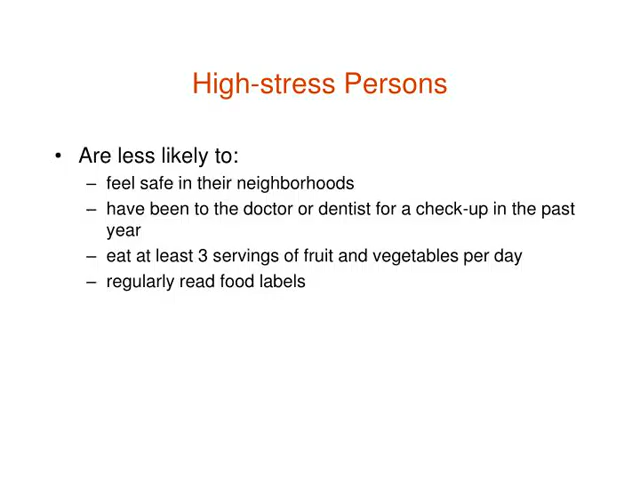 High-stress Persons
• Are less likely to:
– feel safe in their neighborhoods
– have been to the doctor or dentist for a check-up in the past
year
– eat at least 3 servings of fruit and vegetables per day
– regularly read food labels